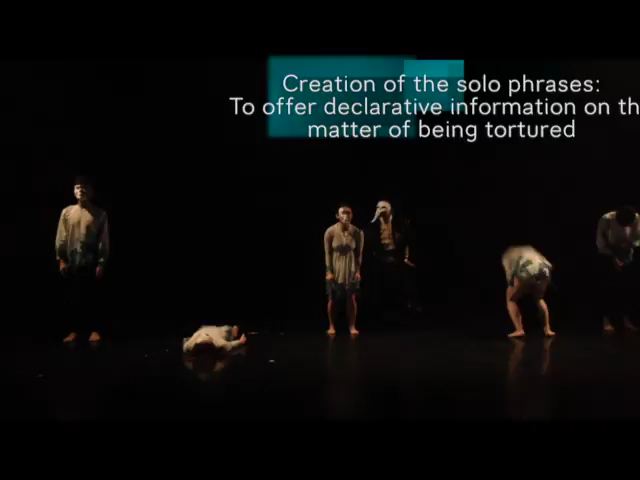 Creation of the solo phrases:
To offer declarative information on th
matter of being tortured